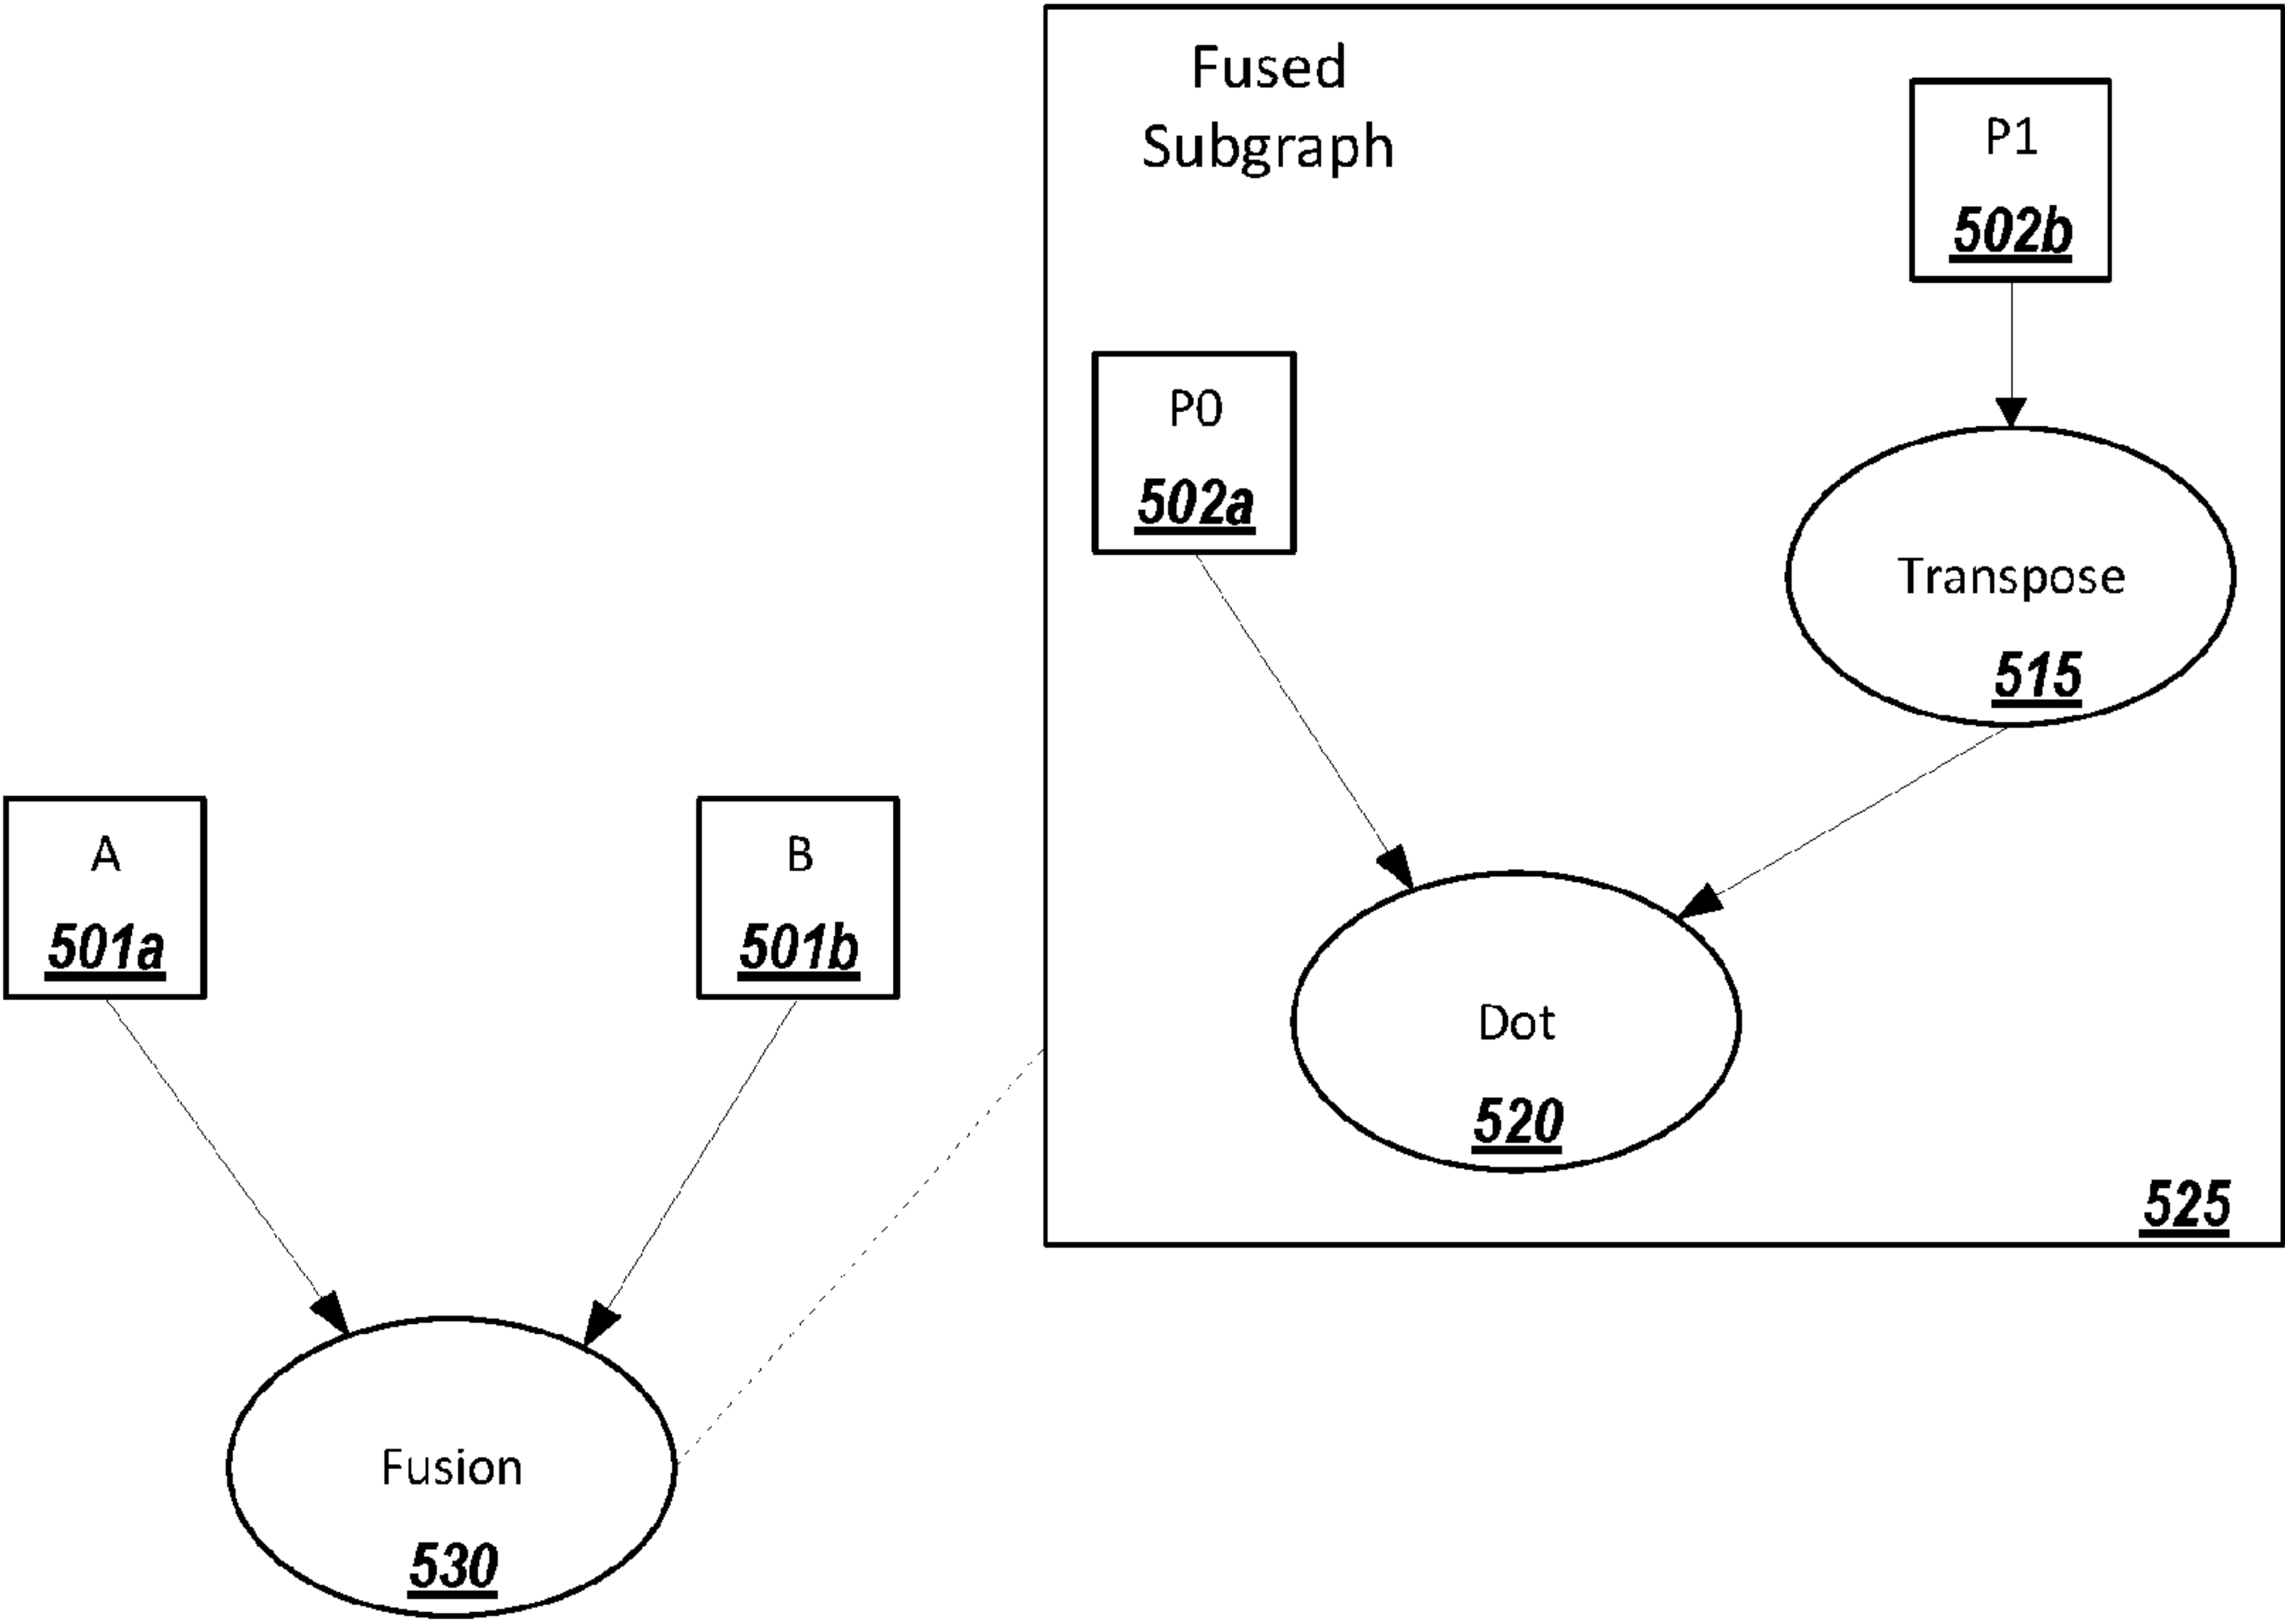 Fused
Subgraph
P1
502b
P0
502a
Transpose
515
A
501a
B
501b
Dot
520
525
Fusion
530